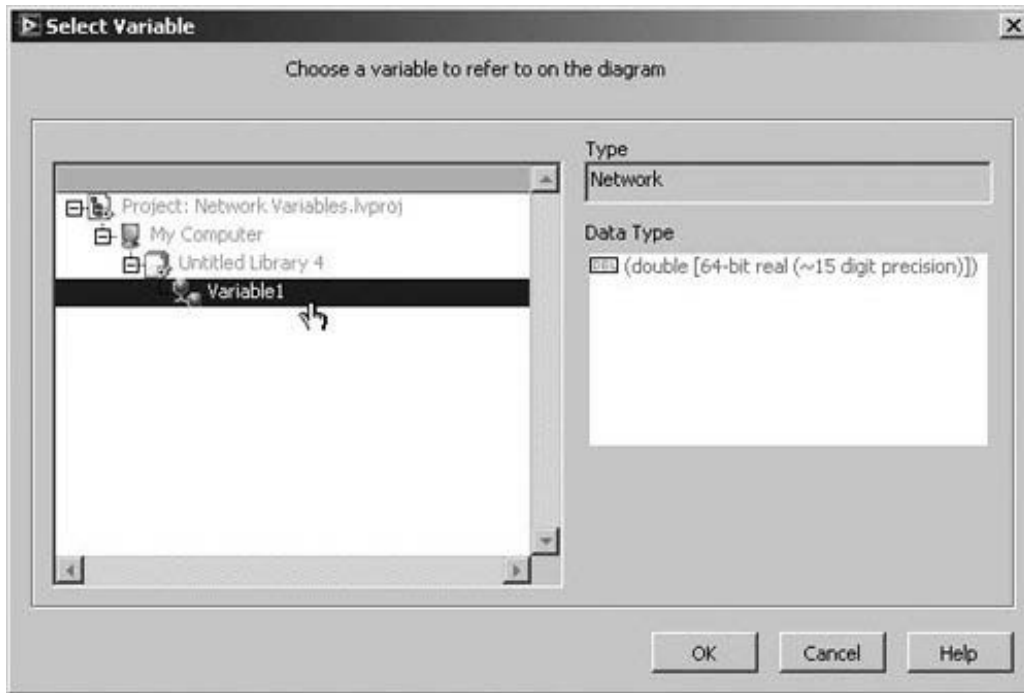 Select Variable
Choose a variable to refer to on the diagram
Project: Network Variables.lvproj
My Computer
Untitled Library 4
Variable1
Type
Network
Data Type
DBL (double [64-bit real (~15 digit precision)])
OK
Cancel
Help